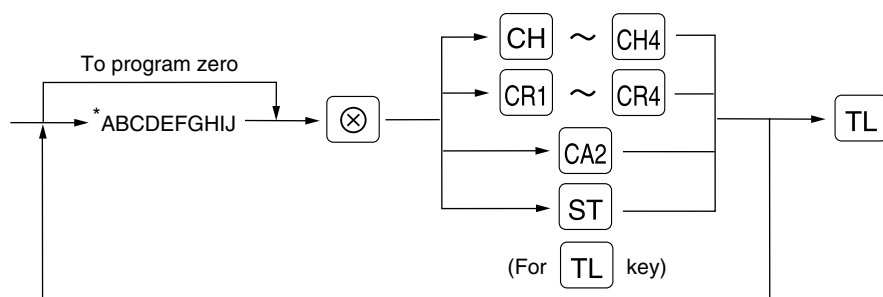 CH ～ CH4
To program zero
CR1 ～ CR4
*ABCDEFGHIJ
⊗
TL
CA2
ST
(For TL key)